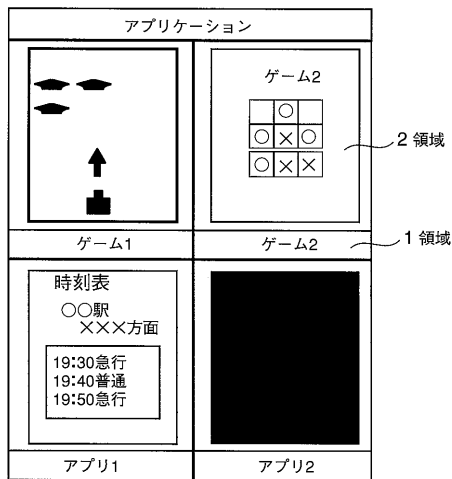 アプリケーション
ゲーム2
○
○×○
○××
2 領域
ゲーム1
ゲーム2
1 領域
時刻表
○○駅
×××方面
19:30急行
19:40普通
19:50急行
アプリ1
アプリ2